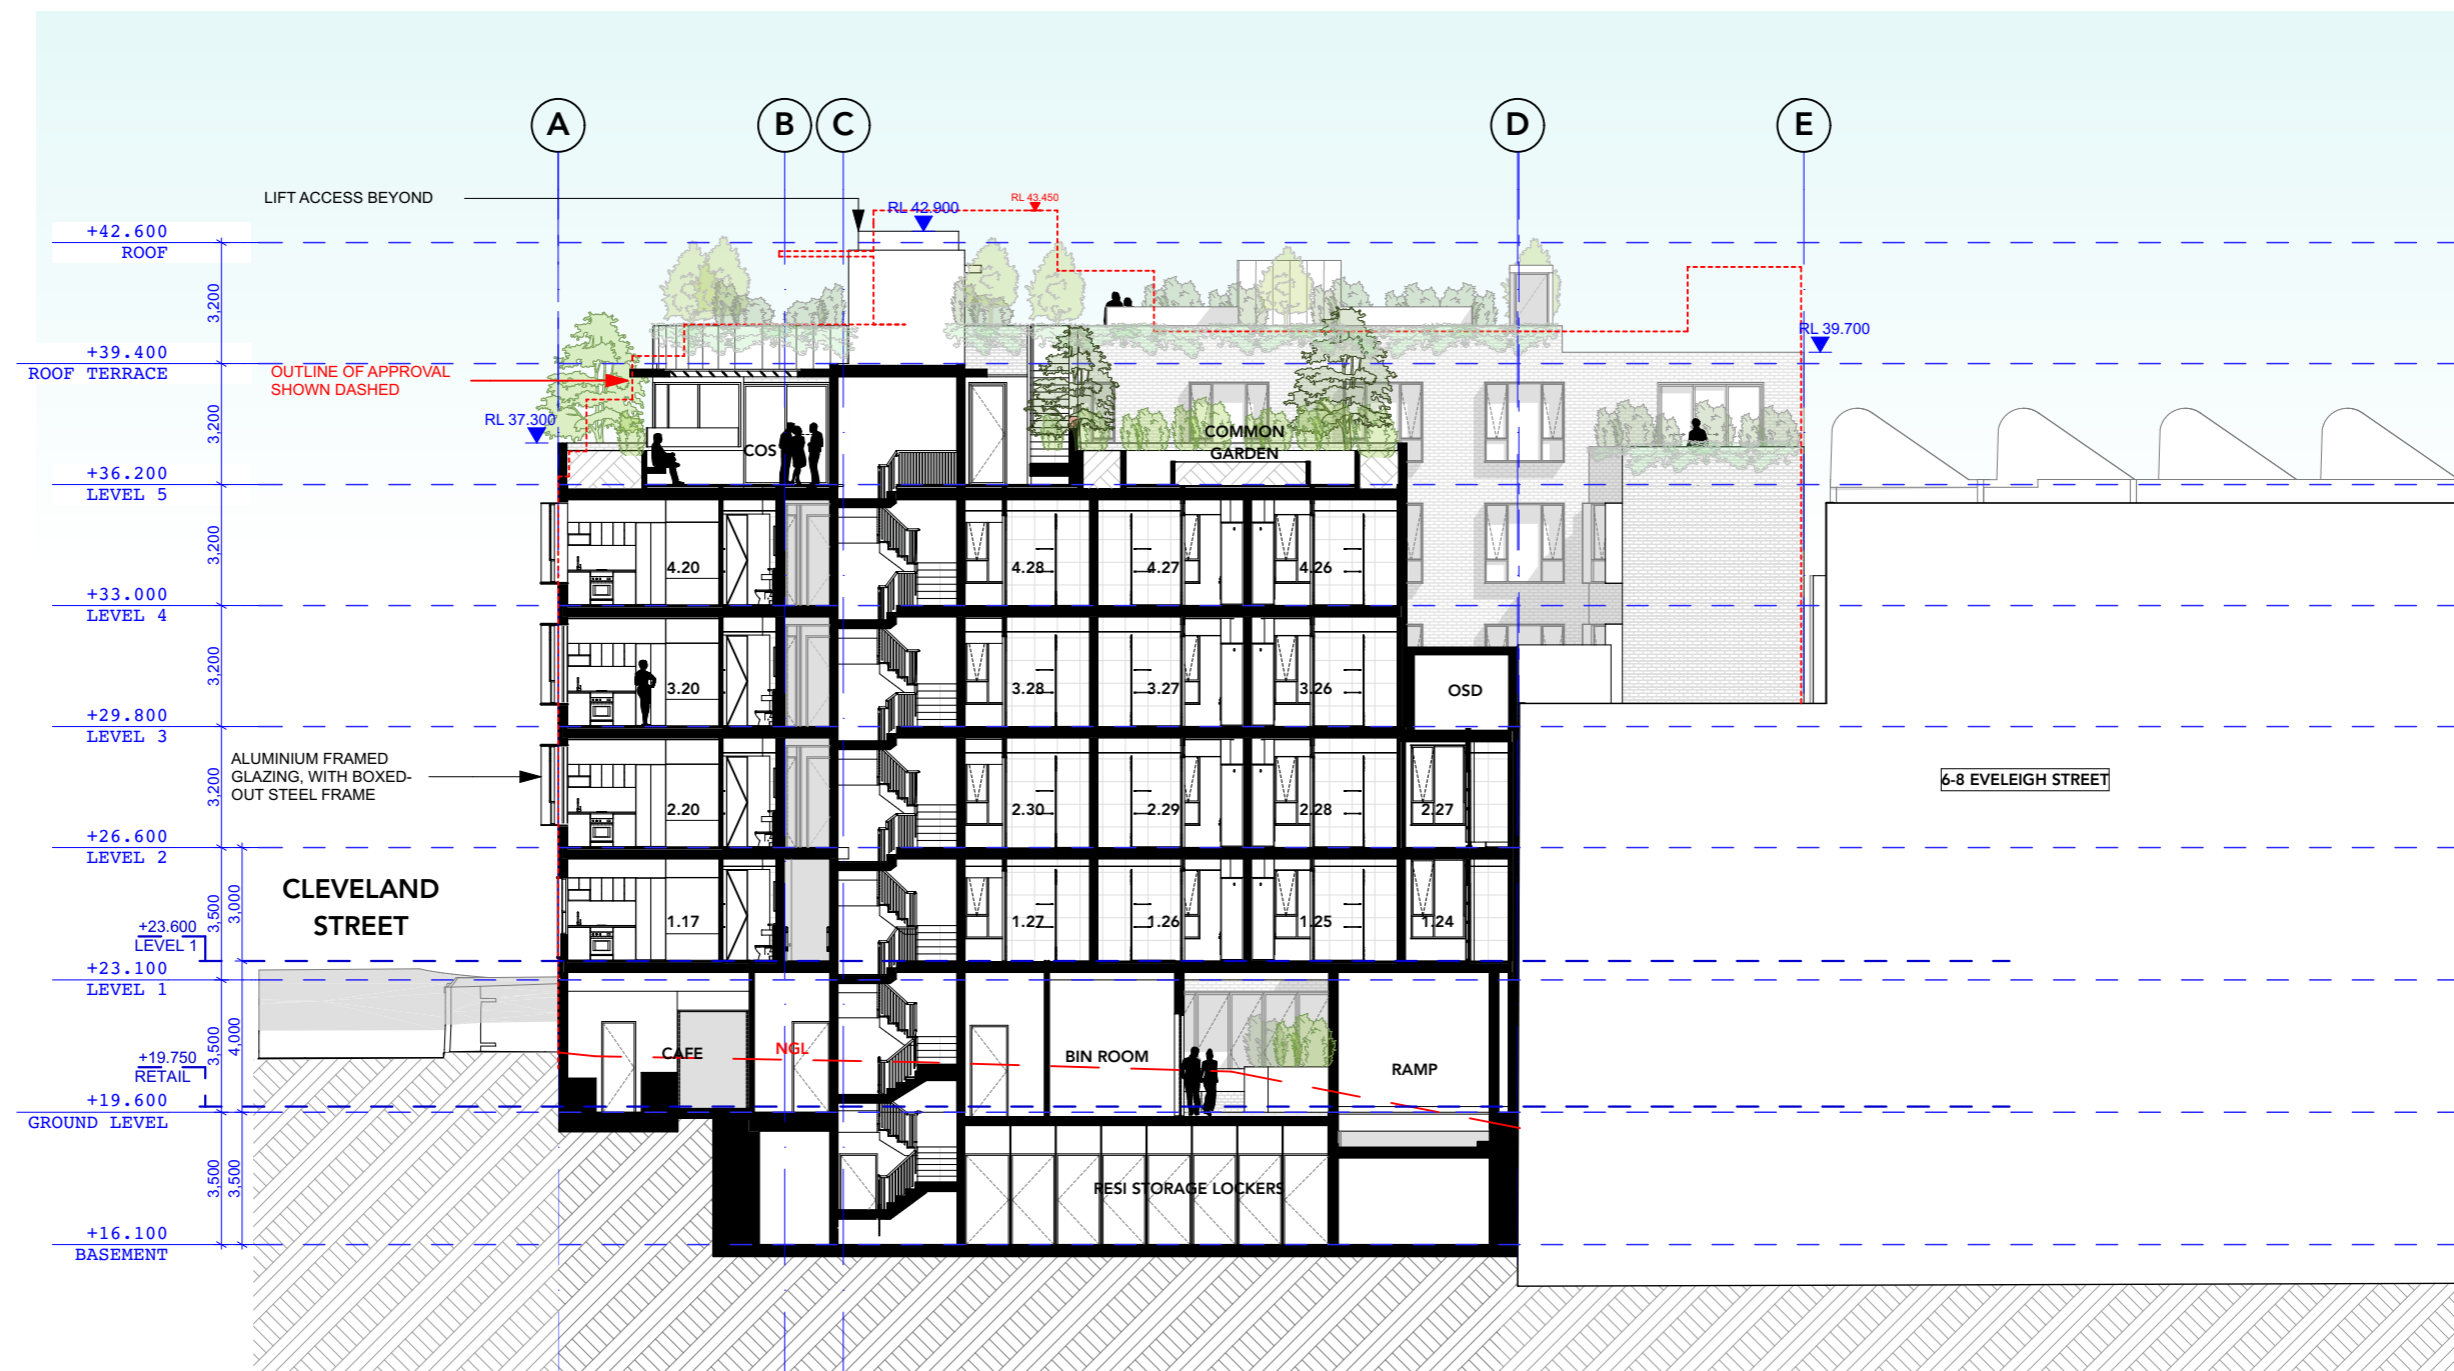 A
B
C
D
E
LIFT ACCESS BEYOND
RL 42.900
RL 43.450
+42.600
ROOF
3,200
RL 39.700
+39.400
ROOF TERRACE
OUTLINE OF APPROVAL
SHOWN DASHED
3,200
RL 37.300
COS
COMMON
GARDEN
+36.200
LEVEL 5
3,200
4.20
4.28
4.27
4.26
+33.000
LEVEL 4
3,200
3.20
3.28
3.27
3.26
OSD
+29.800
LEVEL 3
ALUMINIUM FRAMED
GLAZING, WITH BOXED-
OUT STEEL FRAME
3,200
2.20
2.30
2.29
2.28
2.27
6-8 EVELEIGH STREET
+26.600
LEVEL 2
CLEVELAND
STREET
3,500
3,000
1.17
1.27
1.26
1.25
1.24
+23.600
LEVEL 1
+23.100
LEVEL 1
3,500
4,000
CAFE
NGL
BIN ROOM
RAMP
+19.750
RETAIL
+19.600
GROUND LEVEL
3,500
3,500
RESI STORAGE LOCKERS
+16.100
BASEMENT